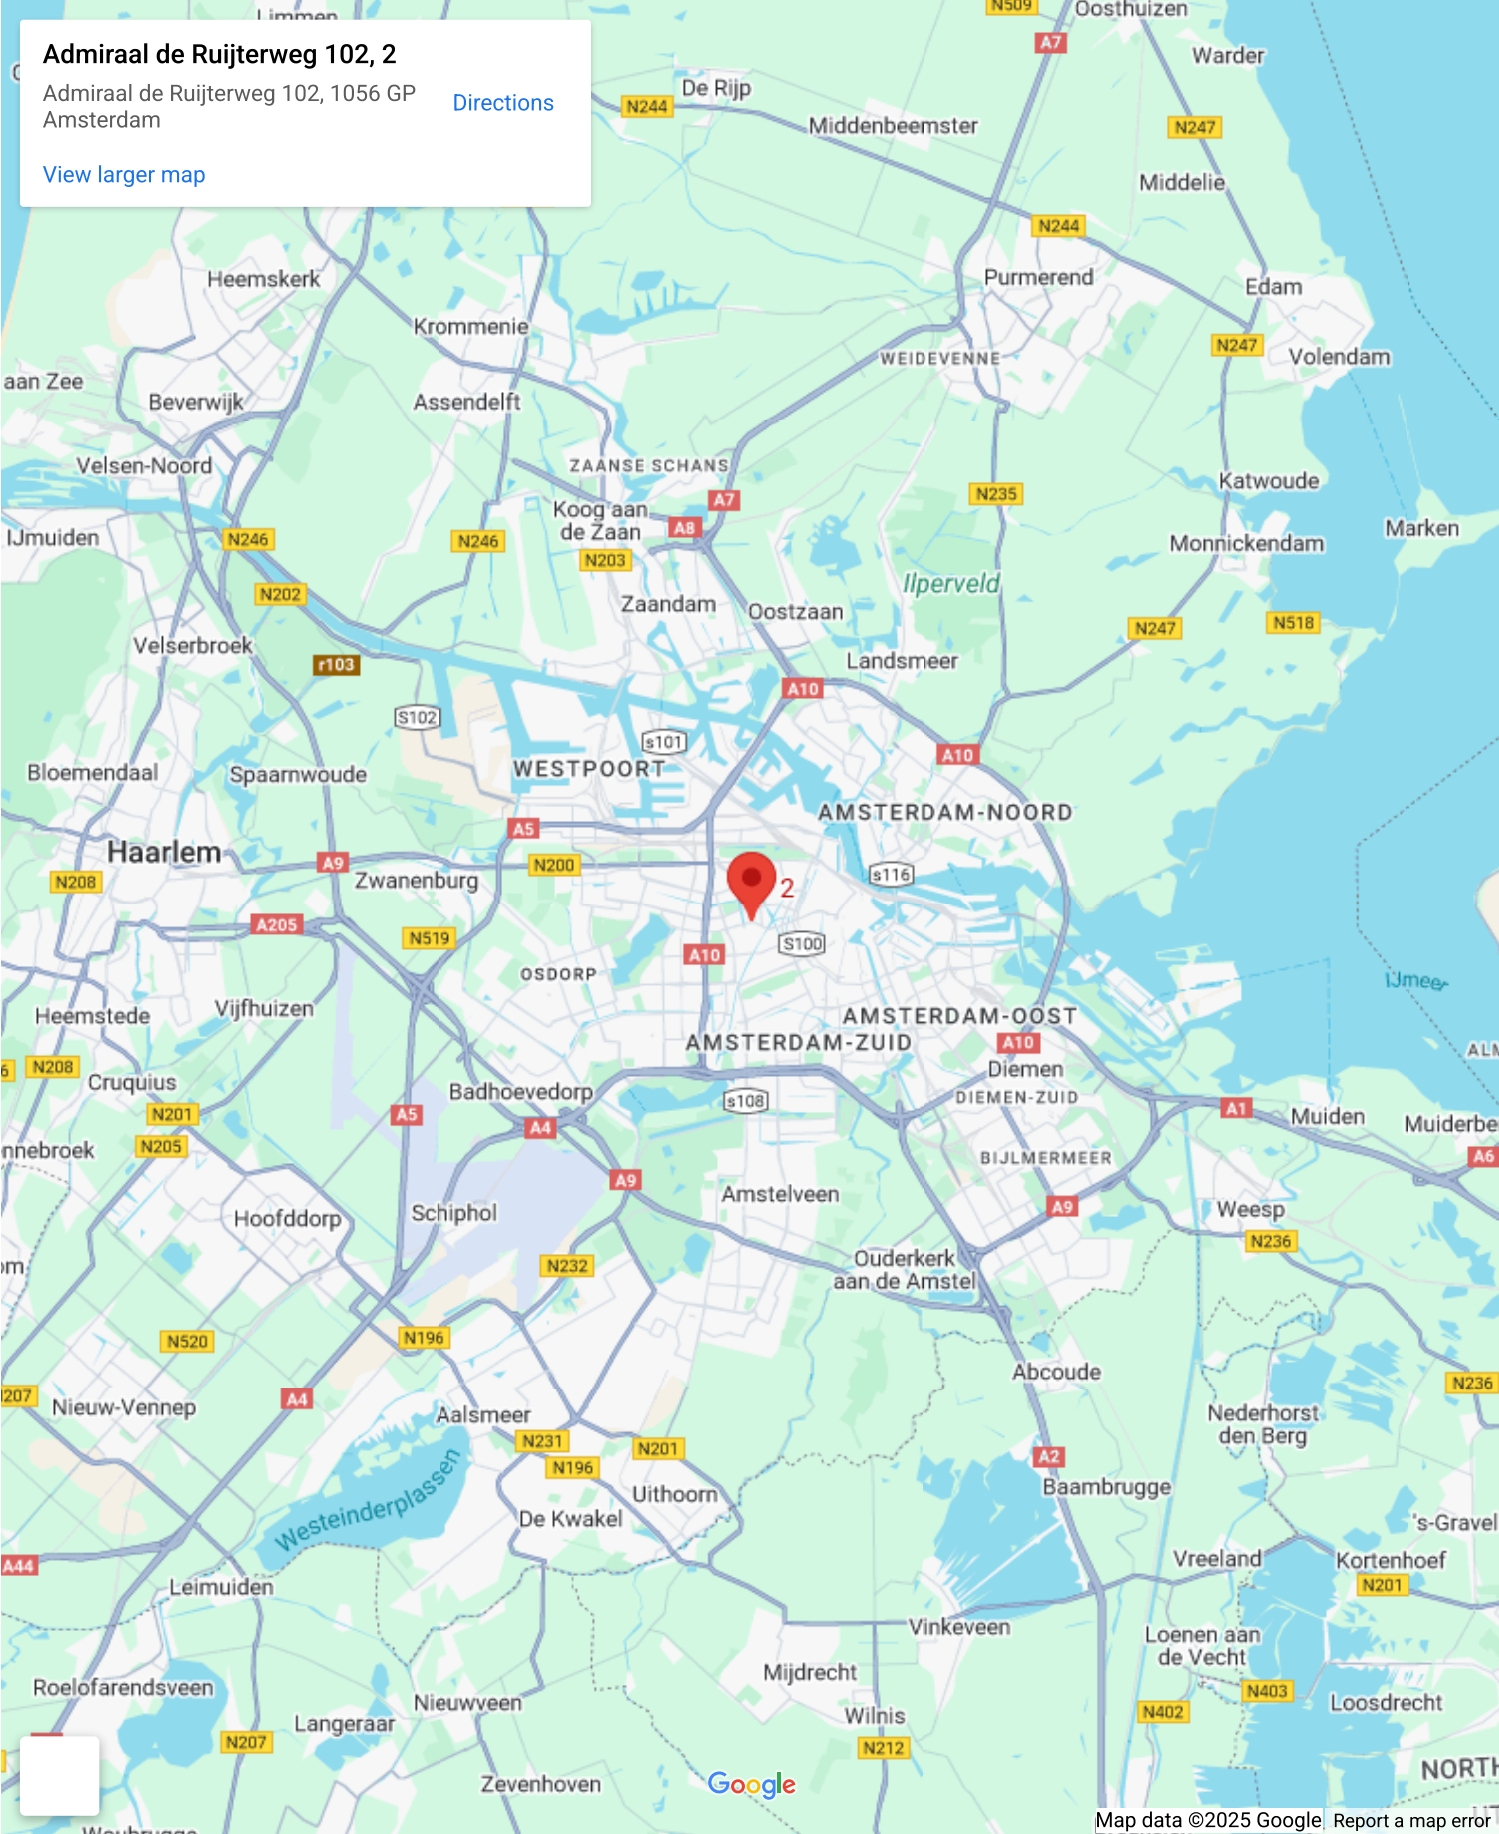 Limmen
N509
Oosthuizen
A7
Warder
Admiraal de Ruijterweg 102, 2
Admiraal de Ruijterweg 102, 1056 GP
Amsterdam
Directions
View larger map
De Rijp
N244
Middenbeemster
N247
Middelie
N244
Heemskerk
Purmerend
Edam
Krommenie
N247
WEIDEVENNE
Volendam
aan Zee
Beverwijk
Assendelft
Velsen-Noord
ZAANSE SCHANS
Katwoude
N235
A7
Koog aan
de Zaan
A8
Marken
IJmuiden
N246
N246
Monnickendam
N203
Ilperveld
N202
Zaandam
Oostzaan
N518
N247
Velserbroek
r103
Landsmeer
A10
S102
s101
A10
Bloemendaal
Spaarnwoude
WESTPOORT
AMSTERDAM-NOORD
A5
Haarlem
A9
N200
s116
N208
Zwanenburg
2
A205
N519
S100
A10
OSDORP
IJmeer
Heemstede
Vijfhuizen
AMSTERDAM-OOST
AMSTERDAM-ZUID
A10
6
N208
Diemen
Cruquius
Badhoevedorp
DIEMEN-ZUID
s108
N201
A5
A4
A1
Muiden
Muiderbe
N205
nnebroek
BIJLMERMEER
A6
A9
Amstelveen
Hoofddorp
Schiphol
A9
Weesp
N236
om
N232
Ouderkerk
aan de Amstel
N520
N196
Abcoude
N236
207
A4
Nieuw-Vennep
Aalsmeer
Nederhorst
den Berg
N231
N201
N196
A2
Westeinderplassen
Uithoorn
Baambrugge
De Kwakel
's-Gravel
A44
Vreeland
Kortenhoef
N201
Leimuiden
Vinkeveen
Loenen aan
de Vecht
Mijdrecht
Roelofarendsveen
N403
Loosdrecht
Nieuwveen
N402
Langeraar
Wilnis
N207
N212
NORTH
Zevenhoven
Google
Map data ©2025 Google
Report a map error